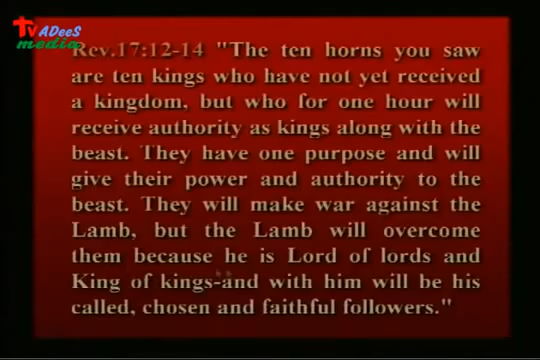 TV ADeeS
media
Rev.17:12-14 "The ten horns you saw
are ten kings who have not yet received
a kingdom, but who for one hour will
receive authority as kings along with the
beast. They have one purpose and will
give their power and authority to the
beast. They will make war against the
Lamb, but the Lamb will overcome
them because he is Lord of lords and
King of kings-and with him will be his
called, chosen and faithful followers."